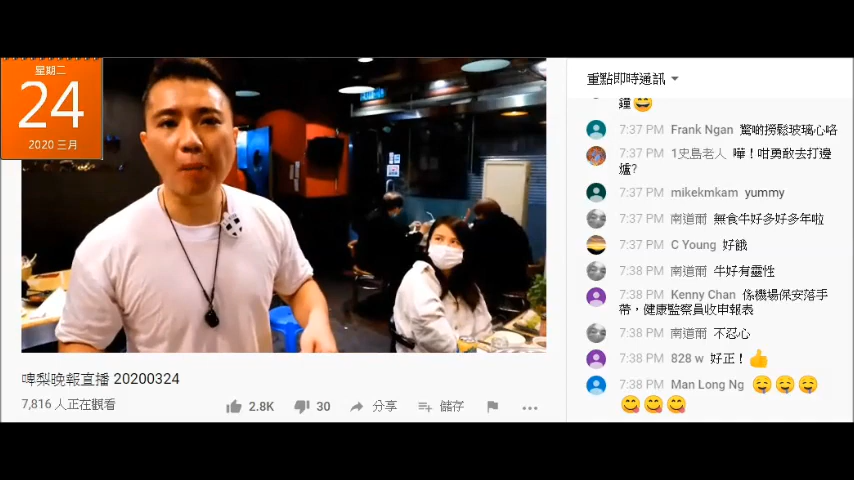 星期二
24
2020 三月
啤梨晚報直播 20200324
7,816 人正在觀看
2.8K
30
分享
儲存
重點即時通訊
鐘
7:37 PM Frank Ngan 驚啲撈鬆玻璃心咯
7:37 PM 1史島老人 嘩！咁勇敢去打邊
爐?
7:37 PM mikekmkam yummy
7:37 PM 南道爾 無食牛好多好多年啦
7:37 PM C Young 好餓
7:38 PM 南道爾 牛好有靈性
7:38 PM Kenny Chan 係機場保安落手
帶，健康監察員收申報表
7:38 PM 南道爾 不忍心
7:38 PM 828 w 好正！👍
7:38 PM Man Long Ng 🤤🤤🤤
😋😋😋